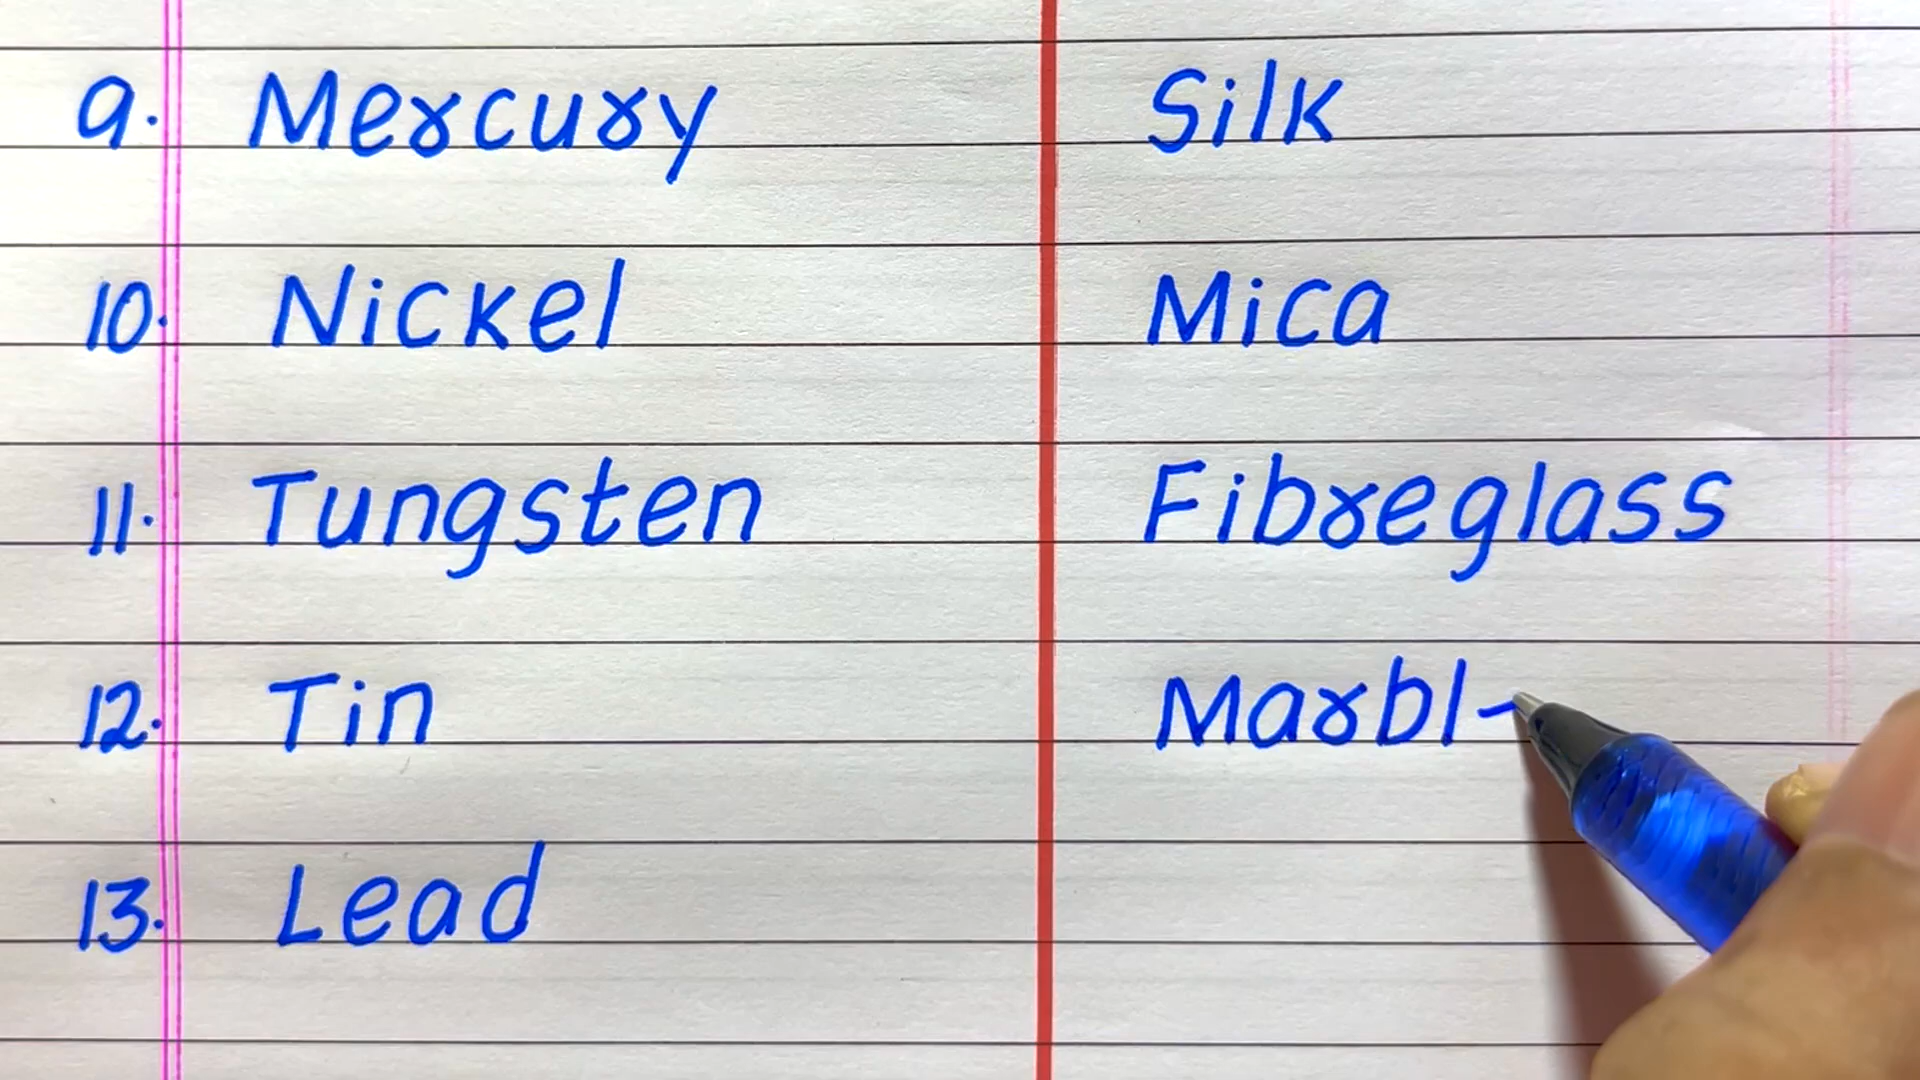 9. Mercury Silk
10. Nickel Mica
11. Tungsten Fibreglass
12. Tin Marbl
13. Lead